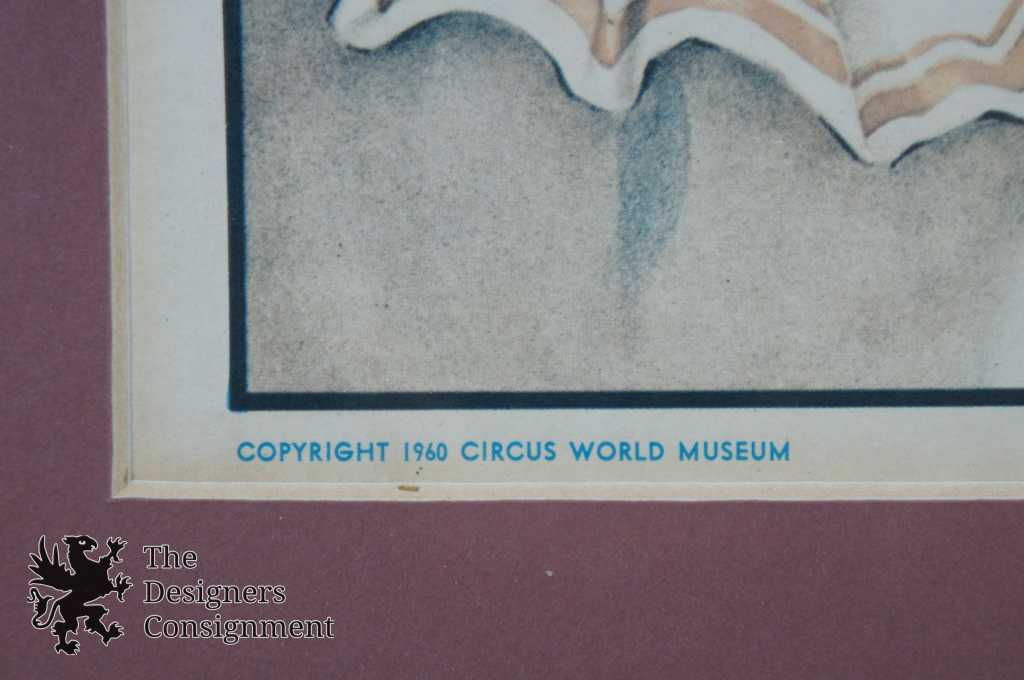 COPYRIGHT 1960 CIRCUS WORLD MUSEUM
The
Designers
Consignment